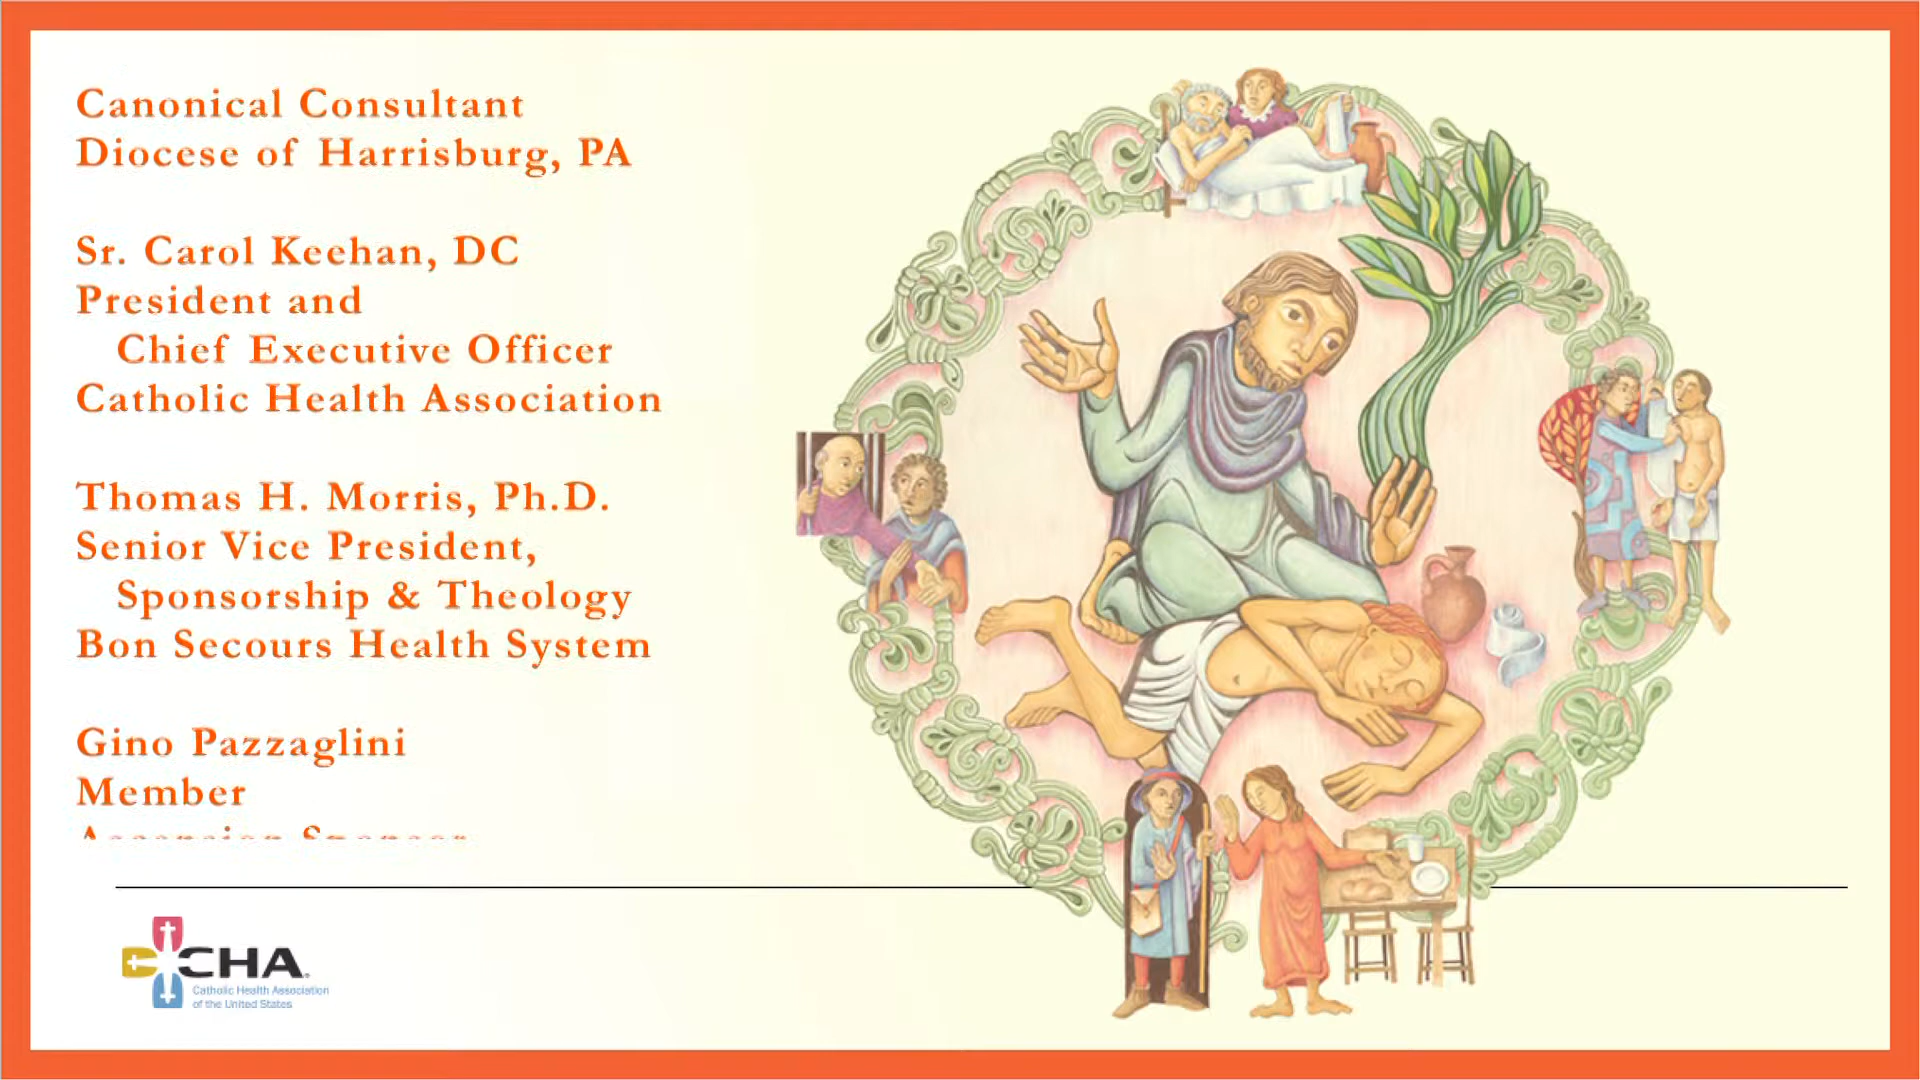 Canonical Consultant
Diocese of Harrisburg, PA
Sr. Carol Keehan, DC
President and
Chief Executive Officer
Catholic Health Association
Thomas H. Morris, Ph.D.
Senior Vice President,
Sponsorship & Theology
Bon Secours Health System
Gino Pazzaglini
Member
Ascension Sponsor
CHA®
Catholic Health Association
of the United States